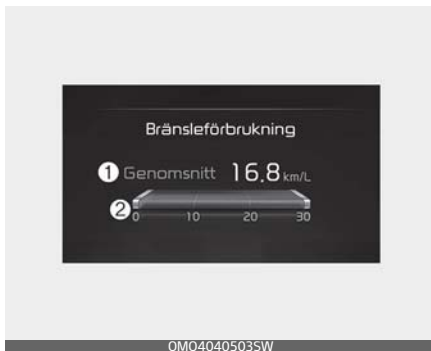 Bränsleförbrukning
1 Genomsnitt 16.8 km/L
2
0 10 20 30
OMO4040503SW